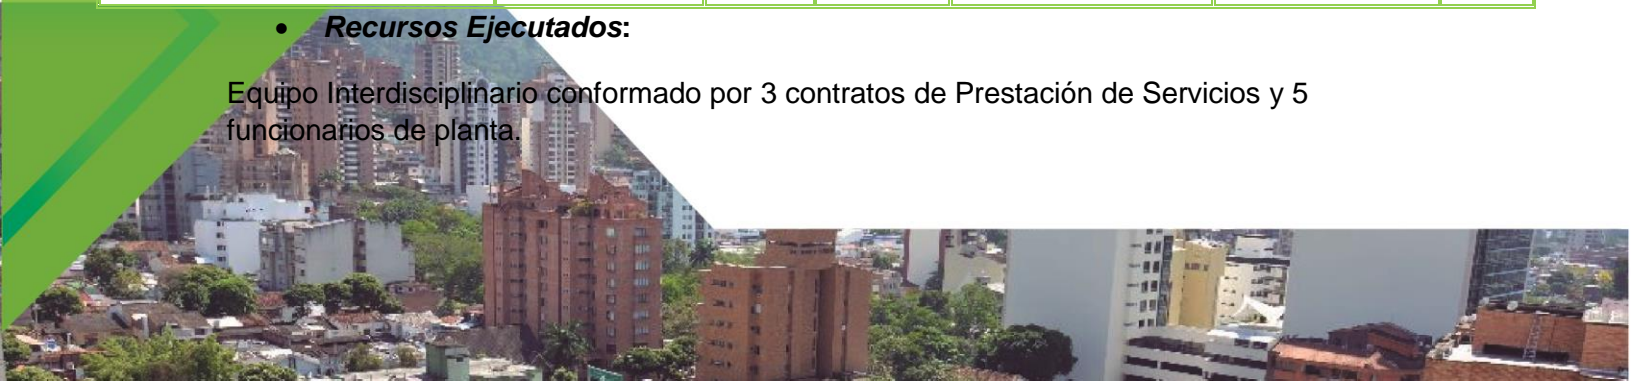 • Recursos Ejecutados:
Equipo Interdisciplinario conformado por 3 contratos de Prestación de Servicios y 5
funcionarios de planta.